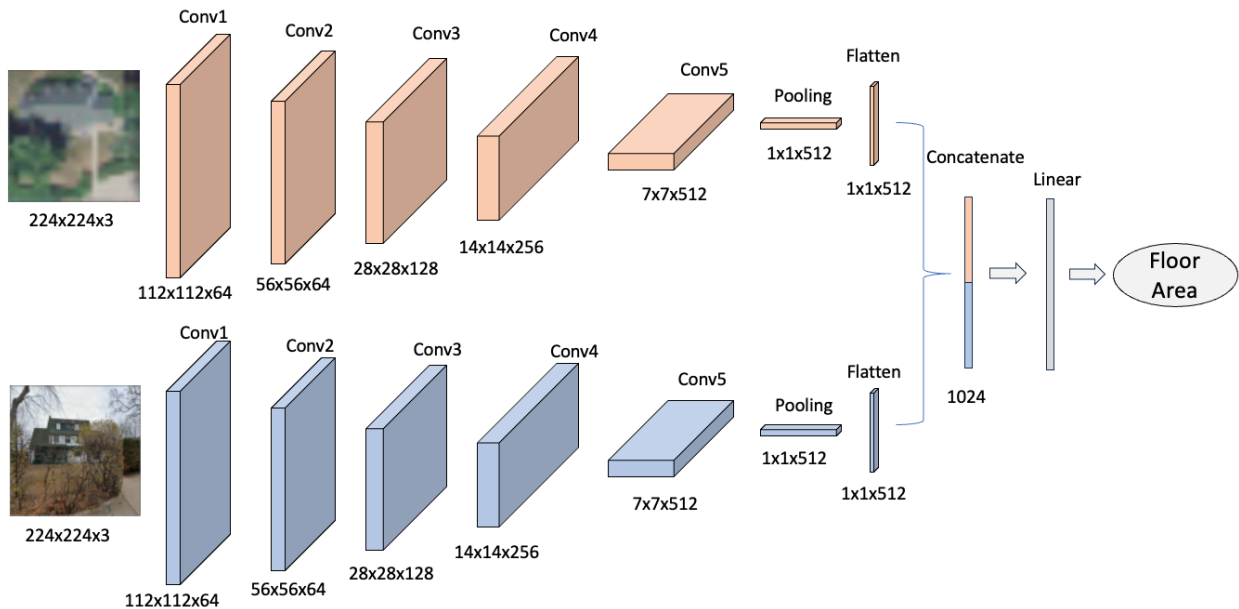 Conv1
Conv2
Conv3
Conv4
Conv5
Pooling
Flatten
224x224x3
112x112x64
56x56x64
28x28x128
14x14x256
7x7x512
1x1x512
1x1x512
Concatenate
Linear
Floor
Area
1024
Conv1
Conv2
Conv3
Conv4
Conv5
Pooling
Flatten
224x224x3
112x112x64
56x56x64
28x28x128
14x14x256
7x7x512
1x1x512
1x1x512